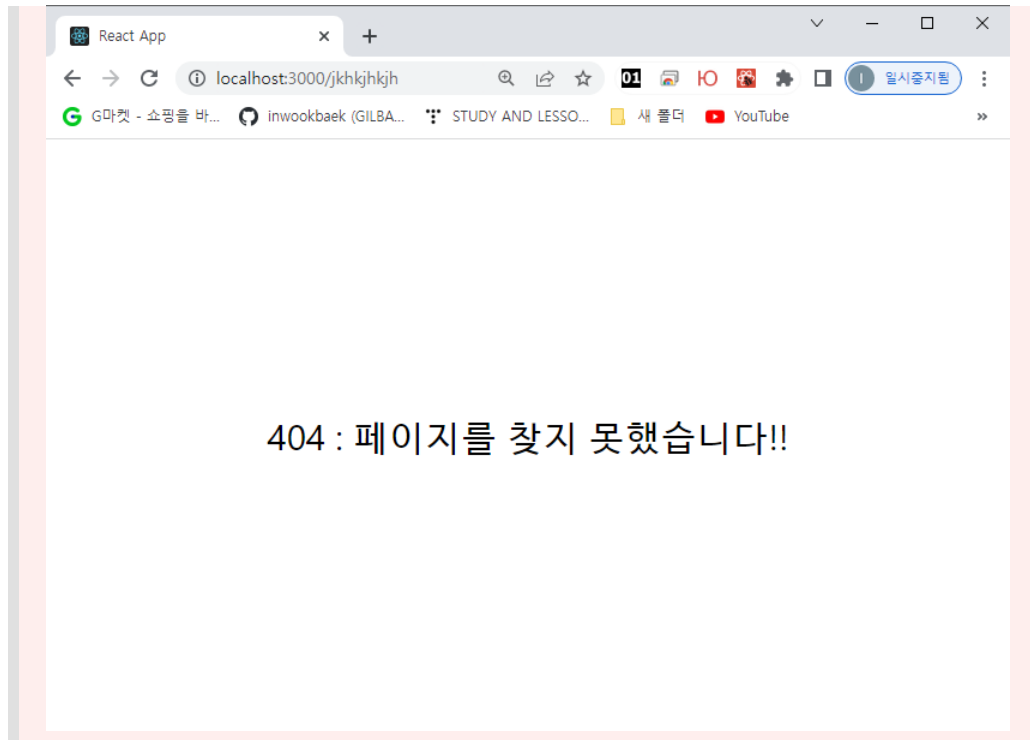 React App
localhost:3000/jkhkjhkjh
01
Ю
I
일시중지됨
G마켓 - 쇼핑을 바...
inwookbaek (GILBA...
STUDY AND LESSO...
새 폴더
YouTube
404 : 페이지를 찾지 못했습니다!!